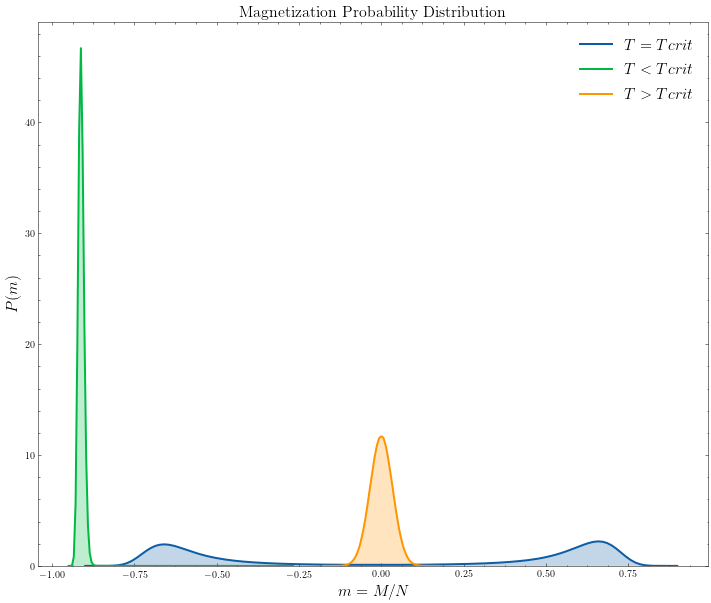 Magnetization Probability Distribution
T = Tcrit
T < Tcrit
T > Tcrit
P(m)
40
30
20
10
0
−1.00 −0.75 −0.50 −0.25 0.00 0.25 0.50 0.75
m = M/N